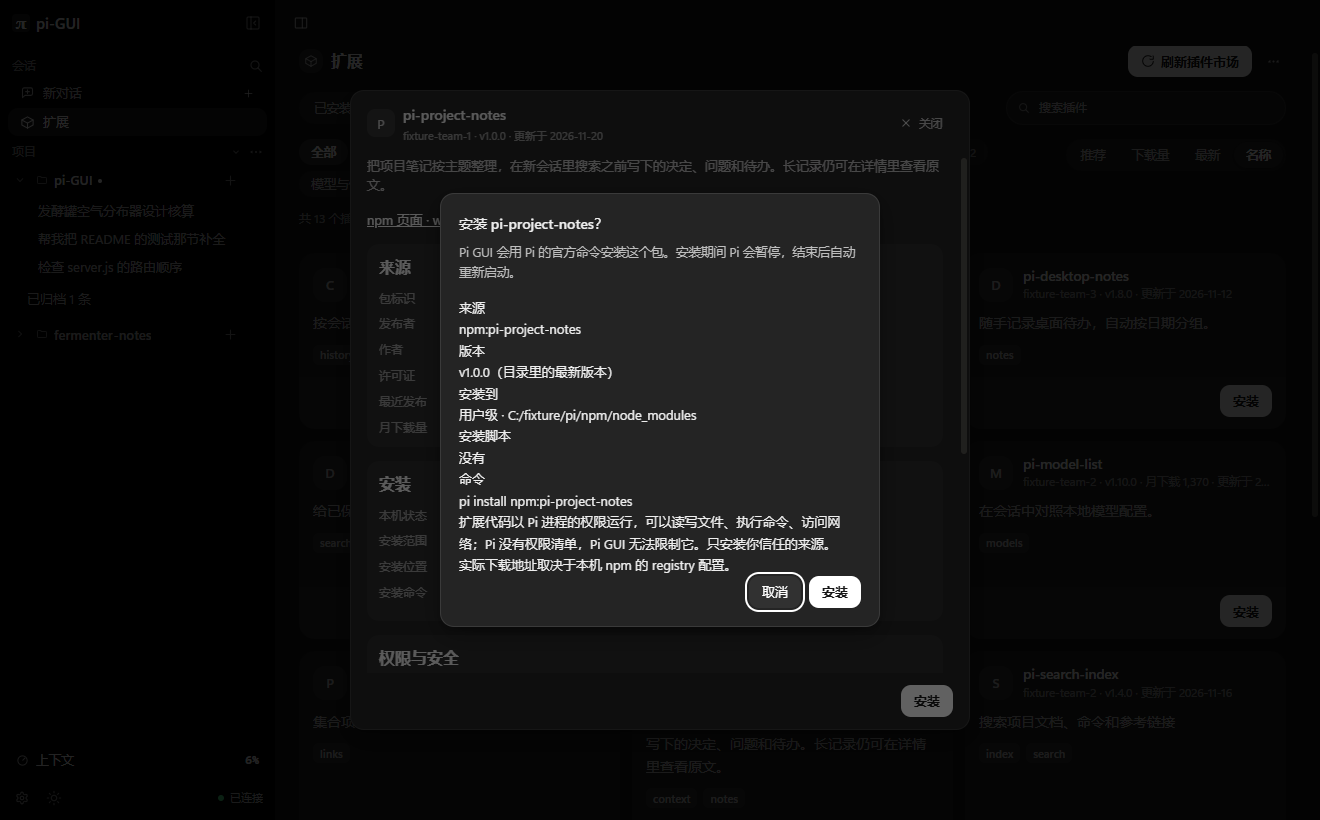 π pi-GUI
会话
新对话
扩展
项目
pi-GUI •
发酵罐空气分布器设计核算
帮我把 README 的测试那节补全
检查 server.js 的路由顺序
已归档 1 条
fermenter-notes
上下文 6%
已连接
扩展
刷新插件市场
已安装
搜索插件
全部
推荐 下载量 最新 名称
模型与
共 13 个
P
pi-project-notes
fixture-team-1 · v1.0.0 · 更新于 2026-11-20
关闭
把项目笔记按主题整理，在新会话里搜索之前写下的决定、问题和待办。长记录仍可在详情里查看原
文。
npm 页面 · w
来源
包标识
发布者
作者
许可证
最近发布
月下载量
安装
本机状态
安装范围
安装位置
安装命令
权限与安全
安装
安装 pi-project-notes？
Pi GUI 会用 Pi 的官方命令安装这个包。安装期间 Pi 会暂停，结束后自动
重新启动。
来源
npm:pi-project-notes
版本
v1.0.0（目录里的最新版本）
安装到
用户级 · C:/fixture/pi/npm/node_modules
安装脚本
没有
命令
pi install npm:pi-project-notes
扩展代码以 Pi 进程的权限运行，可以读写文件、执行命令、访问网
络；Pi 没有权限清单，Pi GUI 无法限制它。只安装你信任的来源。
实际下载地址取决于本机 npm 的 registry 配置。
取消 安装
C
按会话
history
D
pi-desktop-notes
fixture-team-3 · v1.8.0 · 更新于 2026-11-12
随手记录桌面待办，自动按日期分组。
notes
安装
D
给已保
search
M
pi-model-list
fixture-team-2 · v1.10.0 · 月下载 1,370 · 更新于 2...
在会话中对照本地模型配置。
models
安装
P
集合项
links
写下的决定、问题和待办。长记录仍可在详情
里查看原文。
context notes
S
pi-search-index
fixture-team-2 · v1.4.0 · 更新于 2026-11-16
搜索项目文档、命令和参考链接
index search